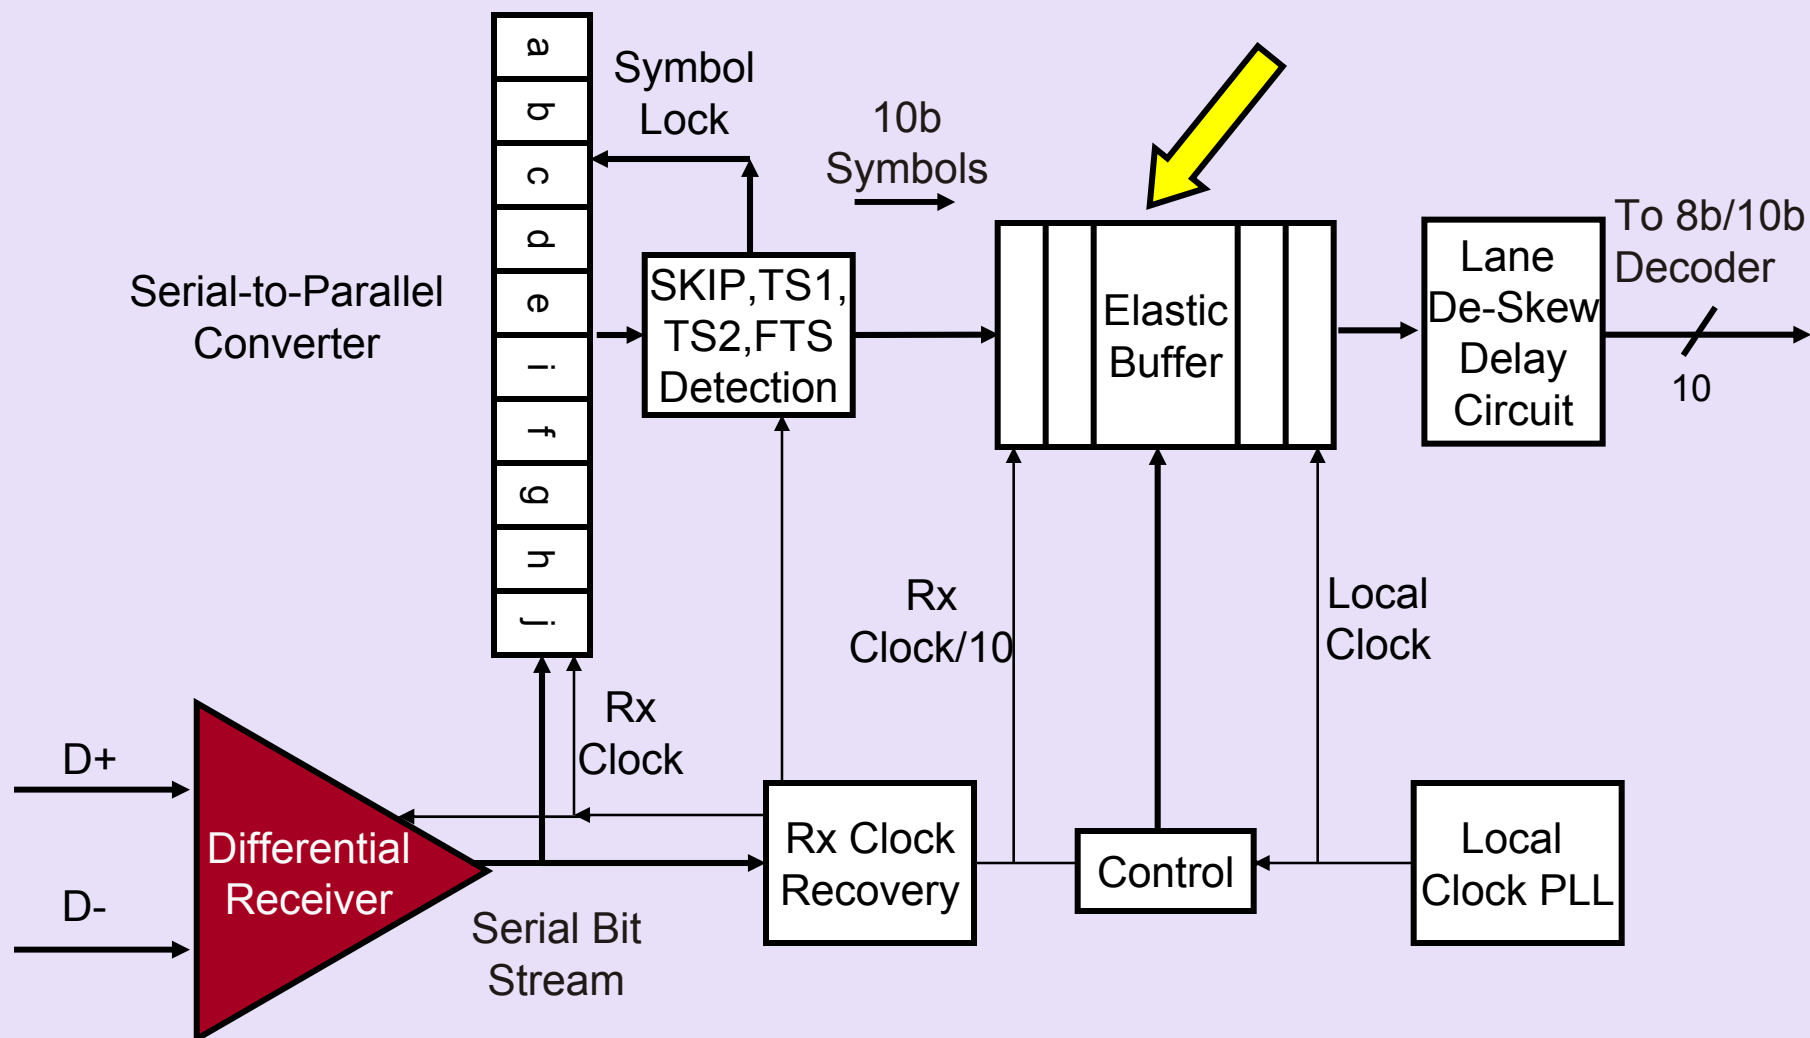 a
b
c
d
e
i
f
g
h
j
Symbol
Lock
10b
Symbols
Serial-to-Parallel
Converter
SKIP,TS1,
TS2,FTS
Detection
Elastic
Buffer
Lane
De-Skew
Delay
Circuit
To 8b/10b
Decoder
10
Rx
Clock/10
Local
Clock
Rx
Clock
D+
D-
Differential
Receiver
Serial Bit
Stream
Rx Clock
Recovery
Control
Local
Clock PLL